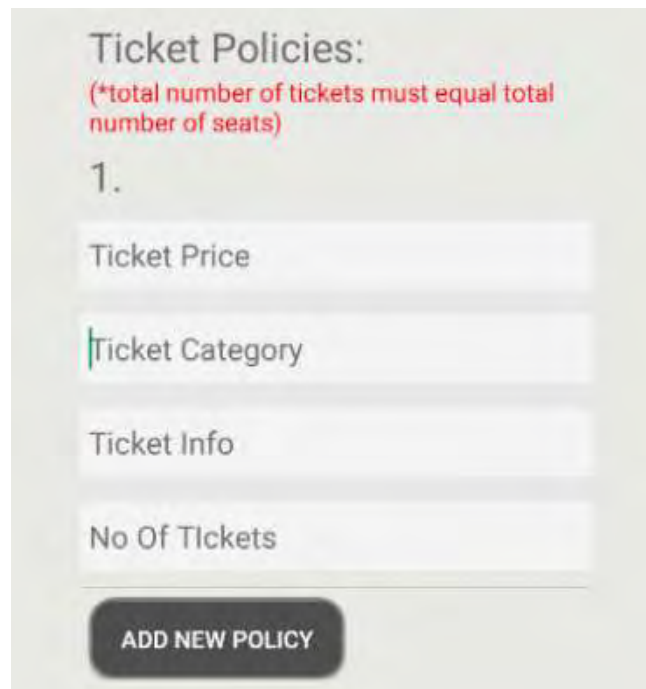 Ticket Policies:
(*total number of tickets must equal total
number of seats)
1.
Ticket Price
Ticket Category
Ticket Info
No Of TIckets
ADD NEW POLICY